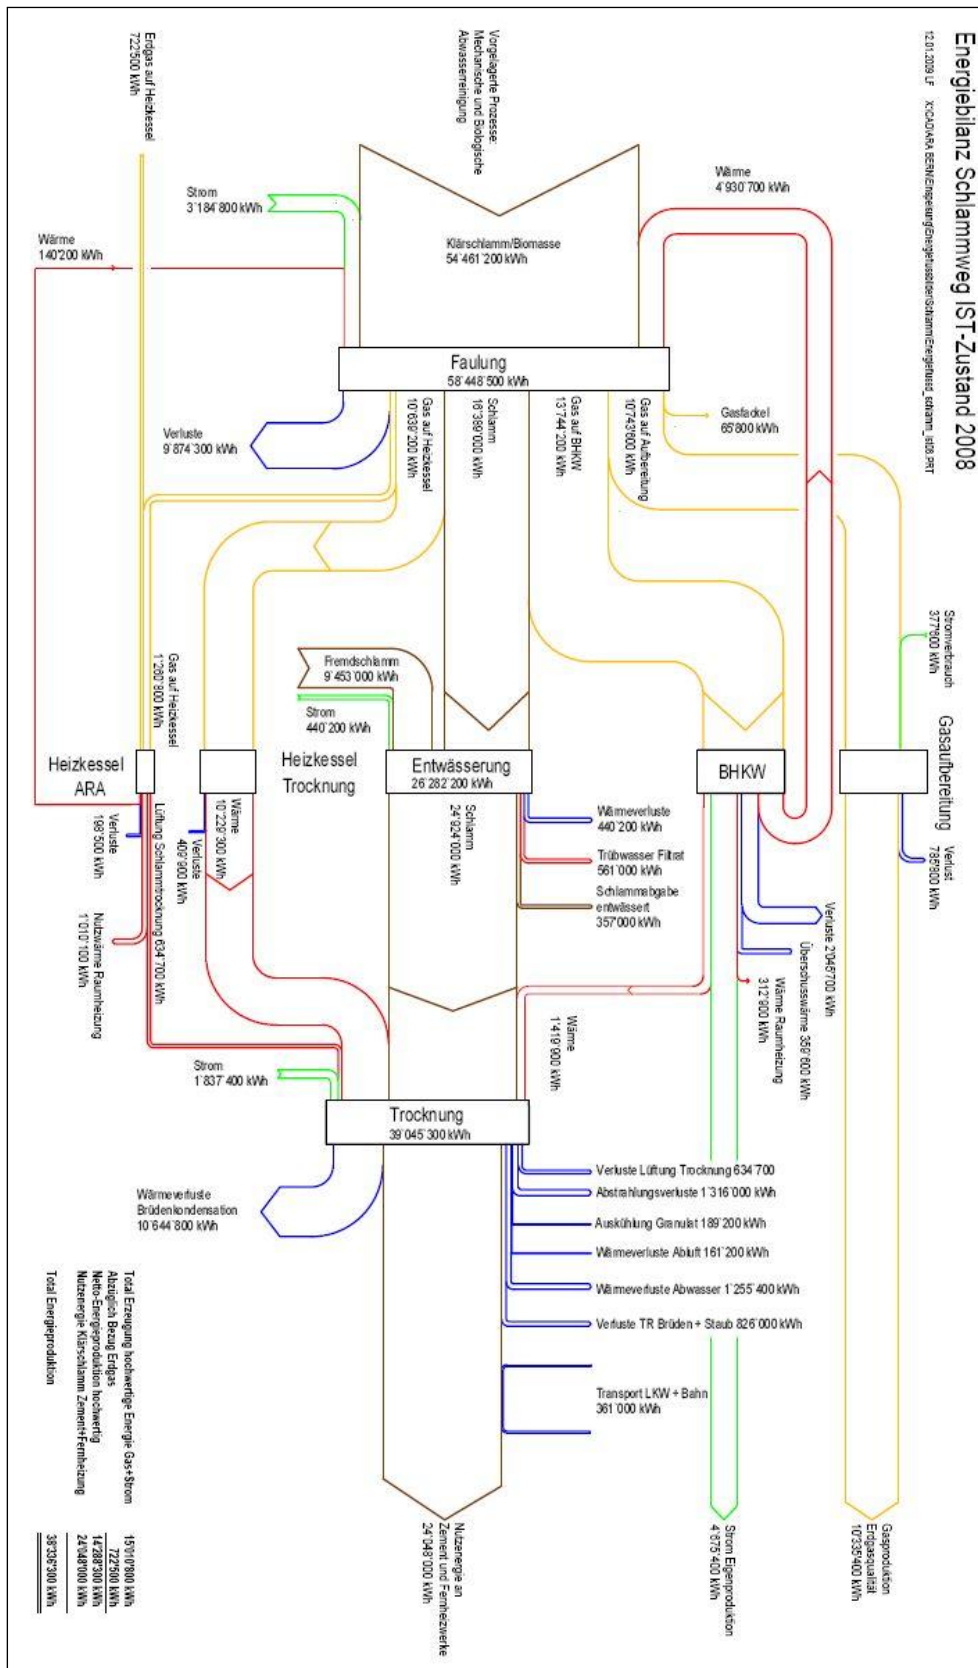 Energiebilanz Schlammweg IST-Zustand 2008
12.01.2009 LF
Erdgas auf Heizkessel
722'500 kWh
Vorgelagerte Prozesse:
Mechanische und Biologische
Abwasserreinigung
Wärme
4`930`700 kWh
Strom
3`184`800 kWh
Klärschlamm/Biomasse
54`461`200 kWh
Wärme
140'200 kWh
Faulung
58`448`500 kWh
Verluste
9`874`300 kWh
Gas auf Heizkessel
10'639'200 kWh
Schlamm
16`389'000 kWh
Gas auf BHKW
13'744'200 kWh
Gas auf Aufbereitung
10'743'600 kWh
Gasfackel
65'800 kWh
Stromverbrauch
377'600 kWh
Gas auf Heizkessel
1`260`800 kWh
Fremdschlamm
9`453`000 kWh
Strom
440`200 kWh
Heizkessel
ARA
Heizkessel
Trocknung
Entwässerung
26`282`200 kWh
BHKW
Gasaufbereitung
Verluste
198'500 kWh
Lüftung Schlammtrocknung 634'700 kWh
Nutzwärme Raumheizung
1'010'100 kWh
Verluste
409'900 kWh
Wärme
10'229'300 kWh
Schlamm
24'924'000 kWh
Wärmeverluste
440`200 kWh
Trübwasser Filtrat
561'000 kWh
Schlammabgabe
entwässert
357'000 kWh
Wärme
1'419'900 kWh
Wärme Raumheizung
312'900 kWh
Überschusswärme 359'600 kWh
Verluste 2'045'700 kWh
Verlust
785'800 kWh
Strom
1`837`400 kWh
Trocknung
39`045`300 kWh
Wärmeverluste
Brüdenkondensation
10`644`800 kWh
Verluste Lüftung Trocknung 634`700
Abstrahlungsverluste 1`316'000 kWh
Auskühlung Granulat 189`200 kWh
Wärmeverluste Abluft 161`200 kWh
Wärmeverluste Abwasser 1`255`400 kWh
Verluste TR Brüden + Staub 826`000 kWh
Transport LKW + Bahn
361`000 kWh
Nutzenergie an
Zement und Fernheizwerke
24`048'000 kWh
Strom Eigenproduktion
4'675'400 kWh
Gasproduktion
Erdgasqualität
10'335'400 kWh
Total Erzeugung hochwertige Energie Gas+Strom 15'010'800 kWh
Abzüglich Bezug Erdgas 722'500 kWh
Netto-Energieproduktion hochwertig 14'288'300 kWh
Nutzenergie Klärschlamm Zement+Fernheizung 24'048'000 kWh
Total Energieproduktion 38'336'300 kWh